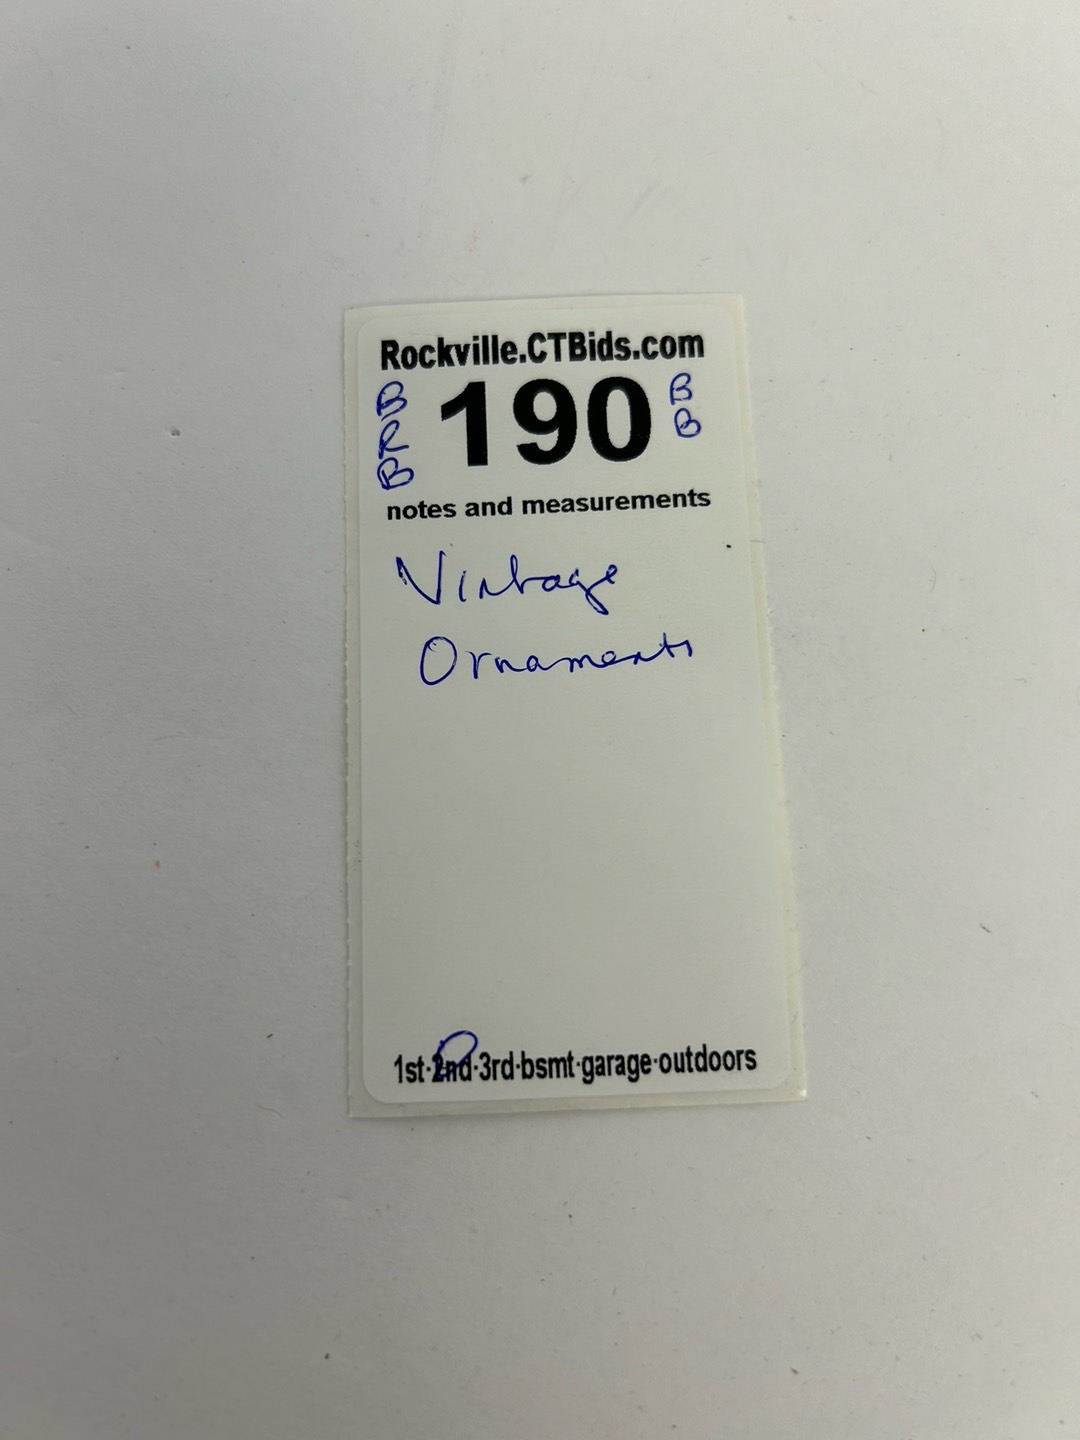 Rockville.CTBids.com
B
R
B
190
B
B
notes and measurements
Vintage
Ornaments
1st·2nd·3rd·bsmt·garage·outdoors